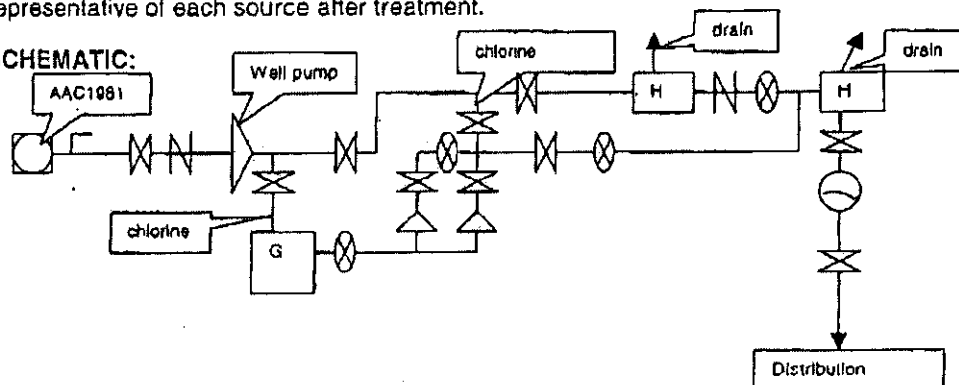 epresentative of each source after treatment.
CHEMATIC:
AAC1981
Well pump
chlorine
drain
drain
H
H
chlorine
G
Distribution